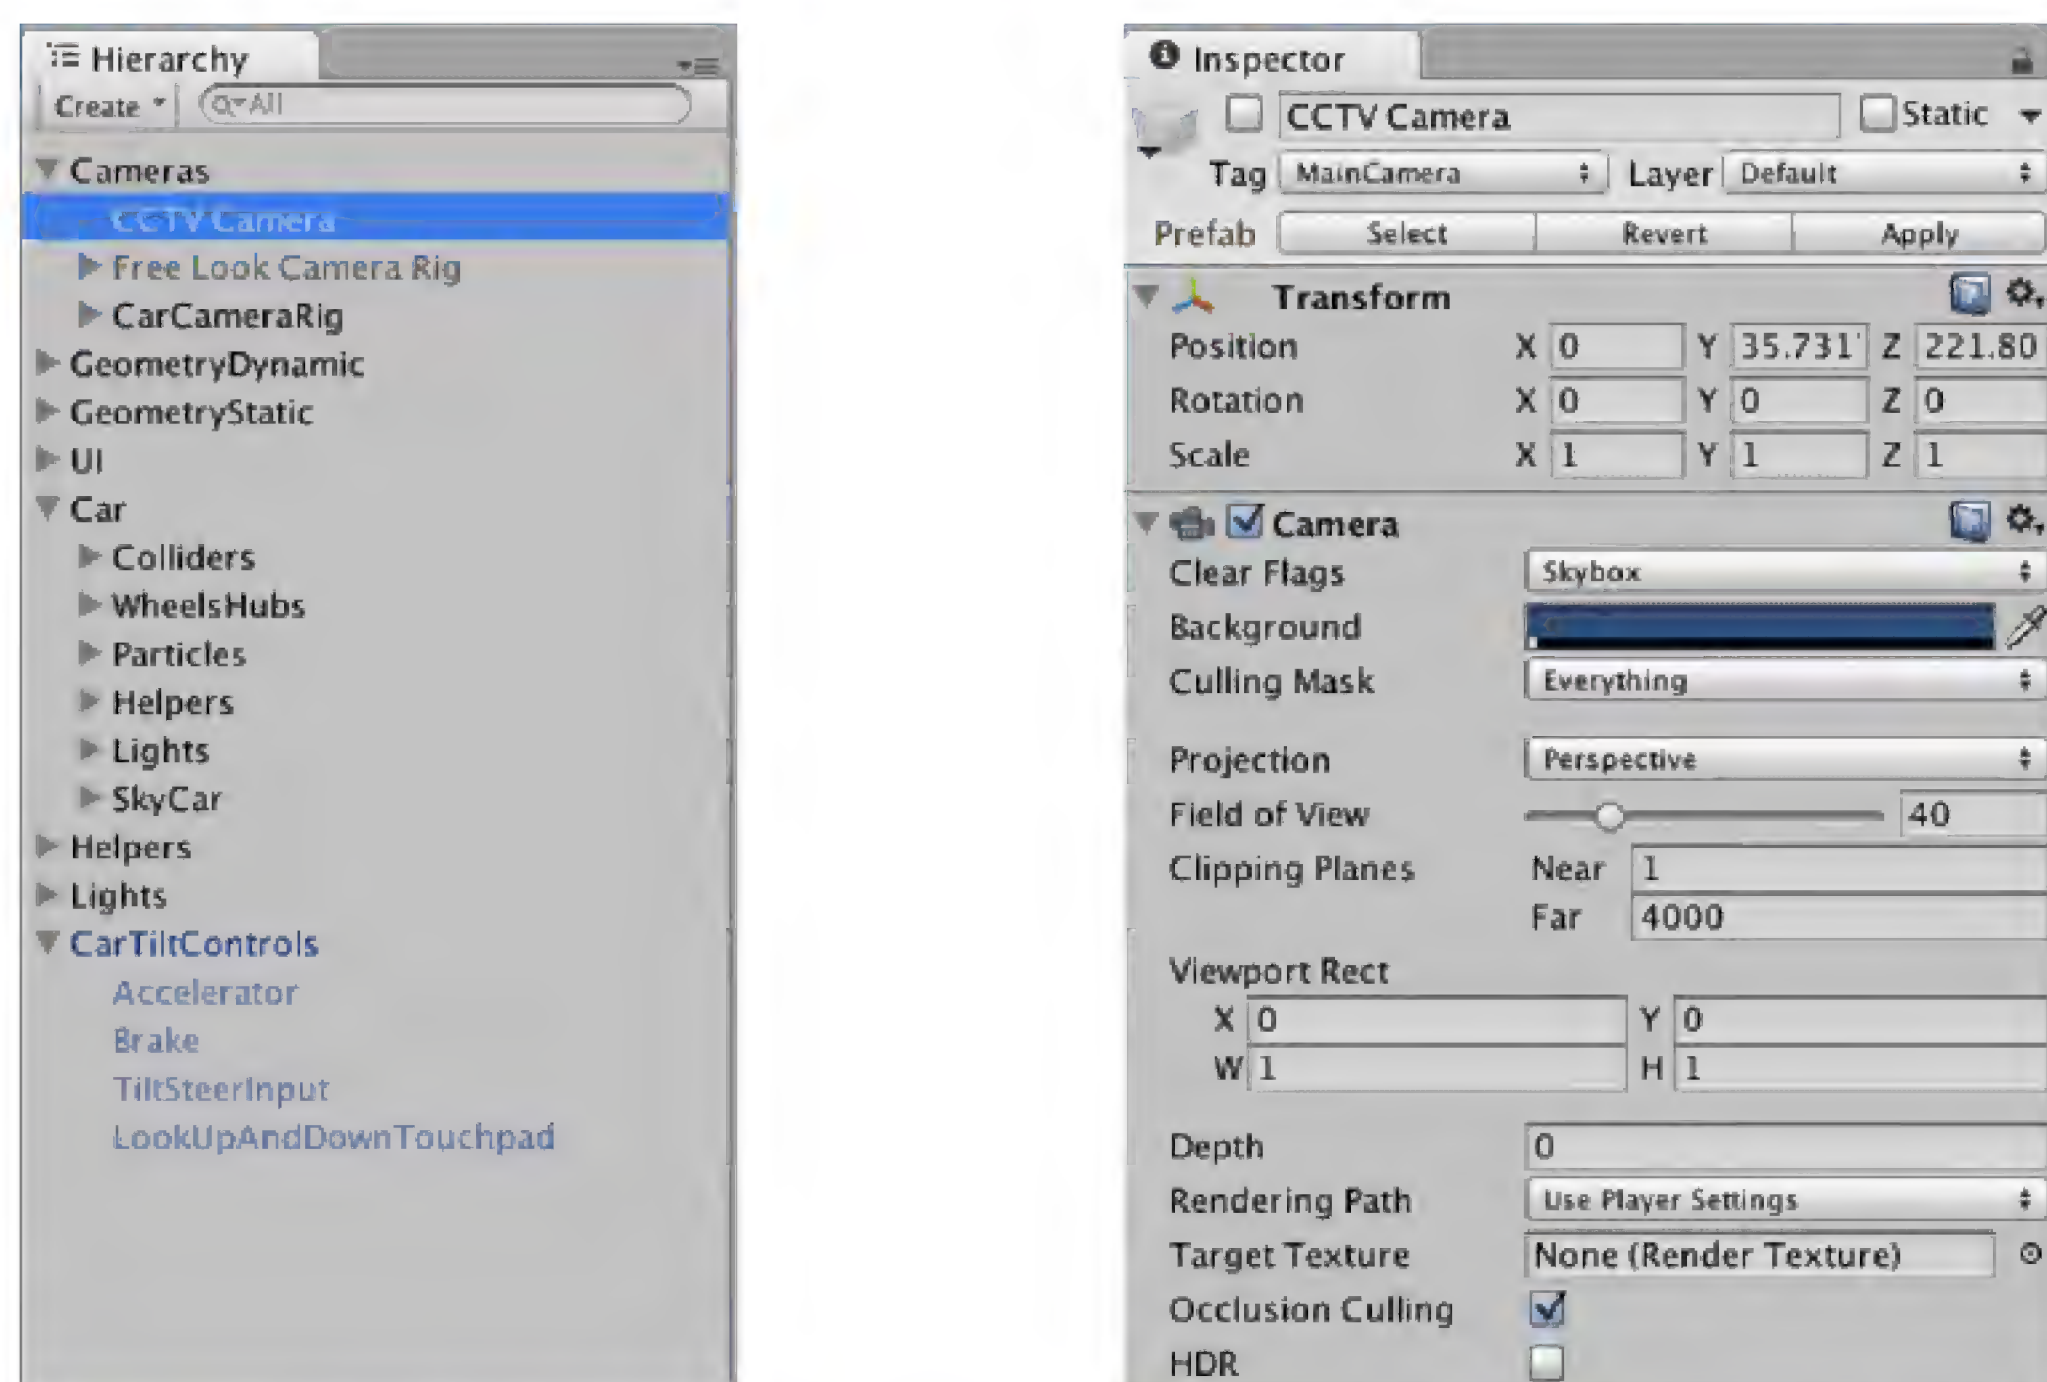 Hierarchy
Create All
Cameras
CCTV Camera
Free Look Camera Rig
CarCameraRig
GeometryDynamic
GeometryStatic
UI
Car
Colliders
WheelsHubs
Particles
Helpers
Lights
SkyCar
Helpers
Lights
CarTiltControls
Accelerator
Brake
TiltSteerInput
LookUpAndDownTouchpad
Inspector
CCTV Camera Static
Tag MainCamera Layer Default
Prefab Select Revert Apply
Transform
Position X 0 Y 35.731 Z 221.80
Rotation X 0 Y 0 Z 0
Scale X 1 Y 1 Z 1
Camera
Clear Flags Skybox
Background
Culling Mask Everything
Projection Perspective
Field of View 40
Clipping Planes Near 1
Far 4000
Viewport Rect
X 0 Y 0
W 1 H 1
Depth 0
Rendering Path Use Player Settings
Target Texture None (Render Texture)
Occlusion Culling
HDR